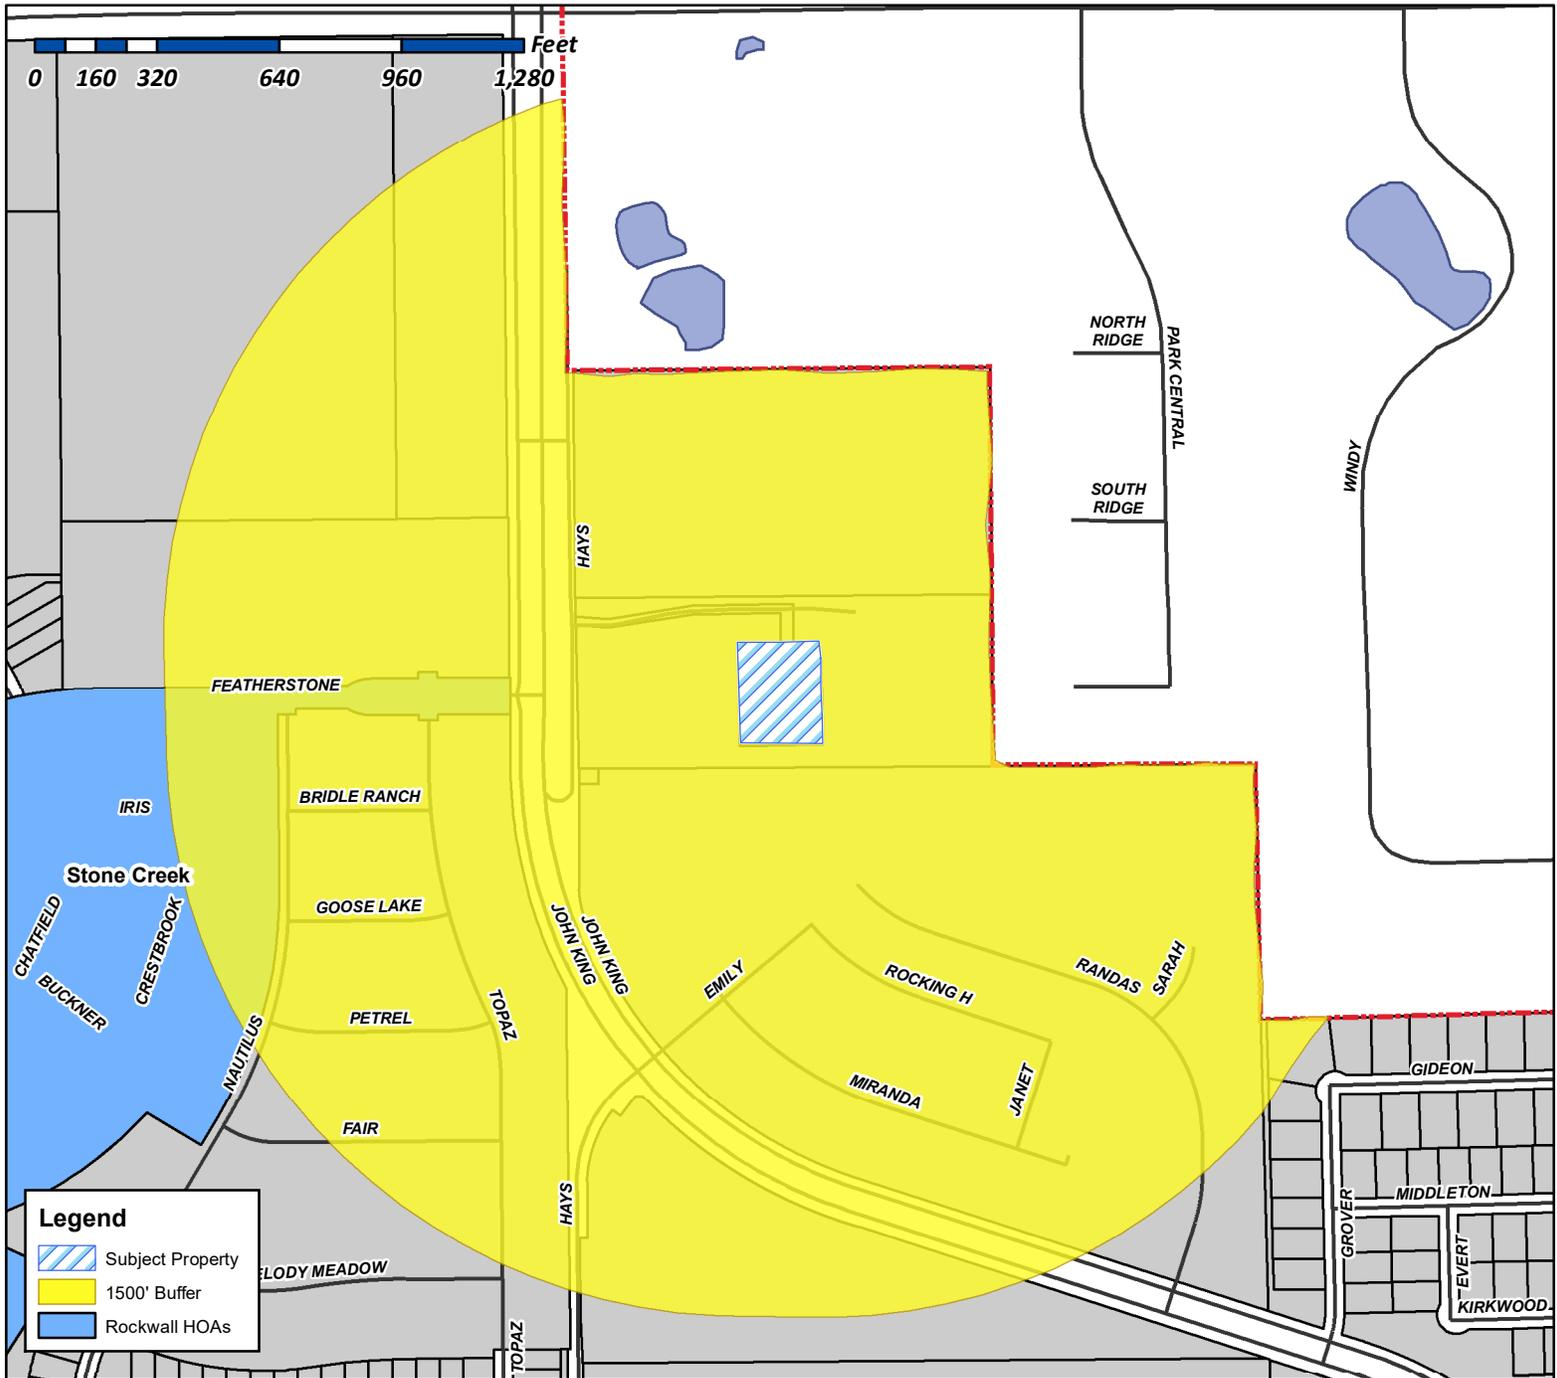 Feet
0 160 320 640 960 1,280
NORTH
RIDGE
PARK CENTRAL
WINDY
SOUTH
RIDGE
HAYS
FEATHERSTONE
BRIDLE RANCH
IRIS
Stone Creek
GOOSE LAKE
CHATFIELD
CRESTBROOK
BUCKNER
JOHN KING
JOHN KING
EMILY
ROCKING H
RANDAS
SARAH
PETREL
TOPAZ
NAUTILUS
MIRANDA
JANET
GIDEON
FAIR
HAYS
MIDDLETON
GROVER
EVERT
KIRKWOOD
ELODY MEADOW
TOPAZ
Legend
Subject Property
1500' Buffer
Rockwall HOAs